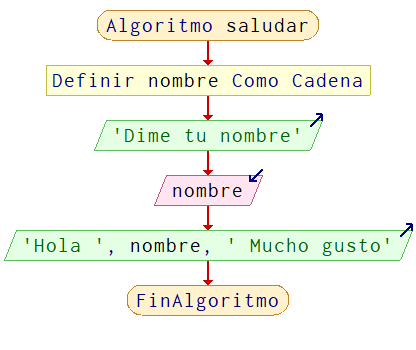 Algoritmo saludar
Definir nombre Como Cadena
'Dime tu nombre'
nombre
'Hola ', nombre, ' Mucho gusto'
FinAlgoritmo